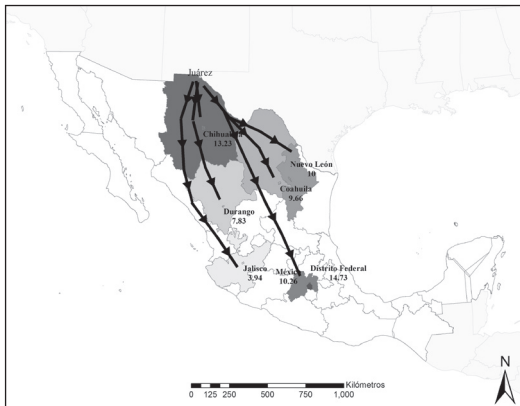 Juárez
Chihuahua
13.23
Nuevo León
10
Coahuila
9.66
Durango
7.83
Jalisco
3.94
México
10.26
Distrito Federal
14.73
N
0 125 250 500 750 1,000 Kilómetros